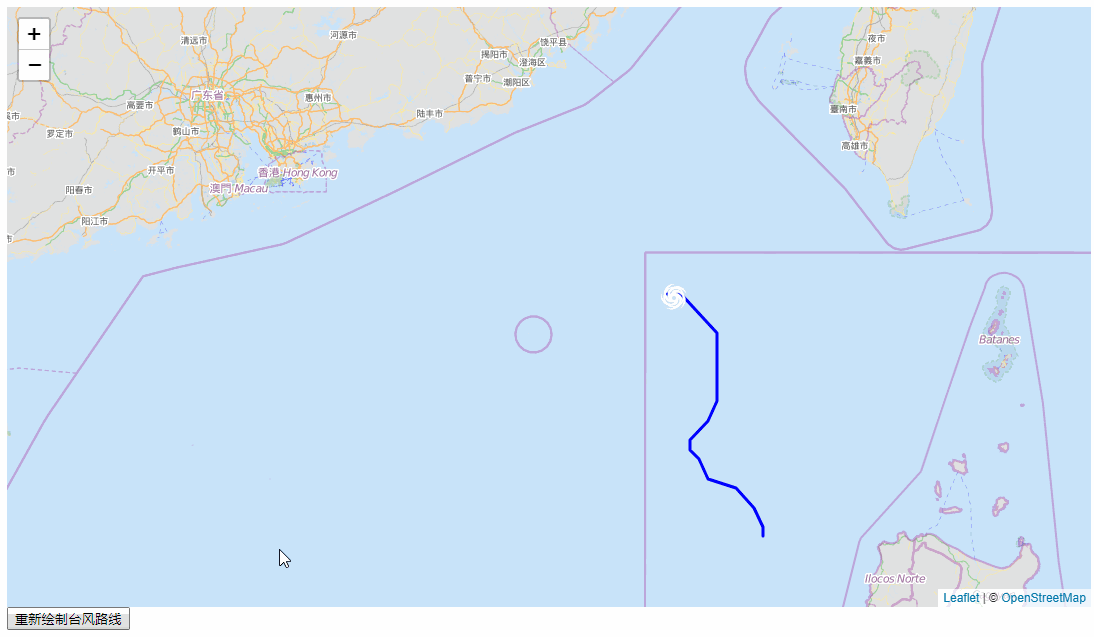 +
−
清远市
河源市
饶平县
夜市
揭阳市
澄海区
嘉義市
普宁市
潮阳区
广东省
惠州市
高要市
臺南市
陆丰市
罗定市
鹤山市
高雄市
开平市
香港 Hong Kong
阳春市
澳門 Macau
阳江市
Batanes
Ilocos Norte
Leaflet | © OpenStreetMap
重新绘制台风路线